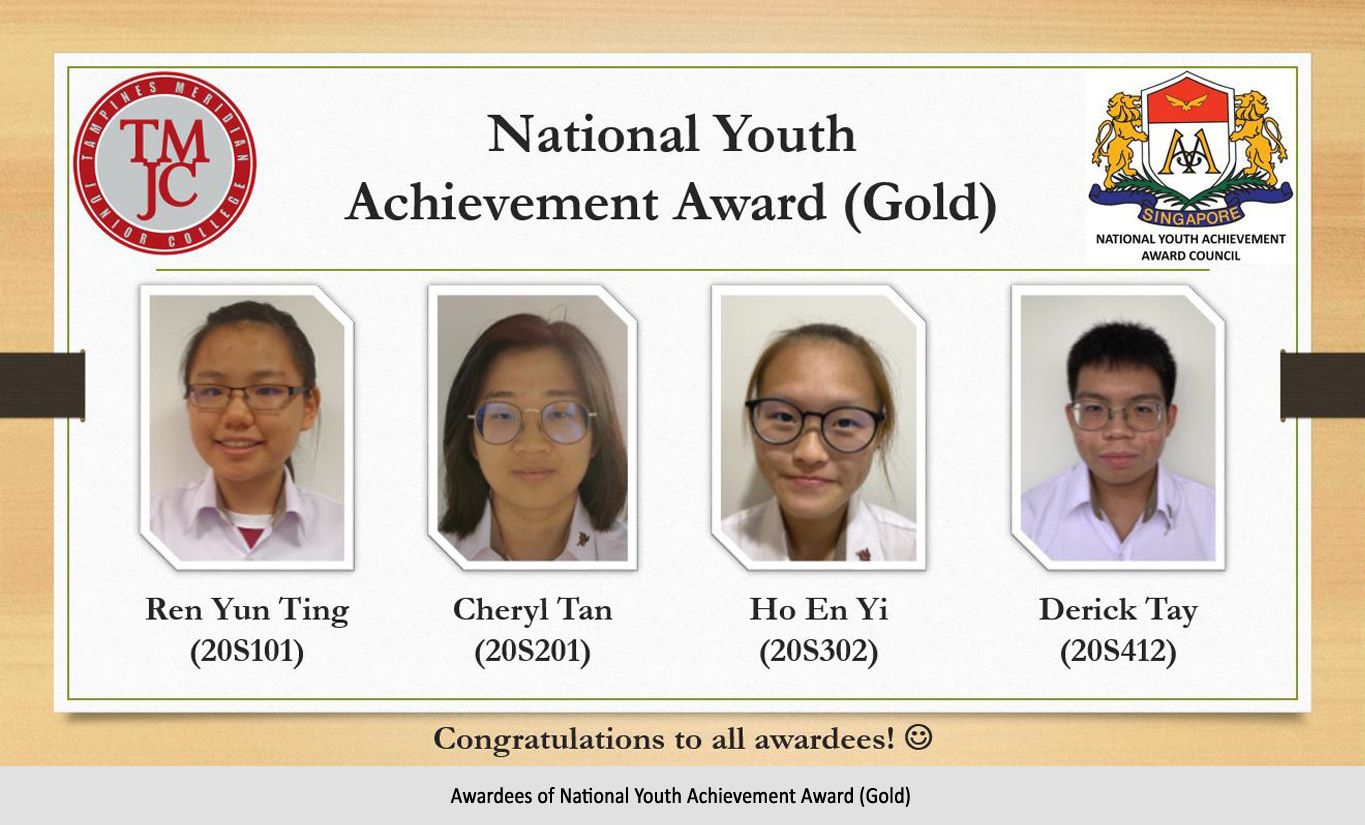 TAMPINES MERIDIAN
JUNIOR COLLEGE
TM
JC
National Youth
Achievement Award (Gold)
SINGAPORE
NATIONAL YOUTH ACHIEVEMENT
AWARD COUNCIL
Ren Yun Ting
(20S101)
Cheryl Tan
(20S201)
Ho En Yi
(20S302)
Derick Tay
(20S412)
Congratulations to all awardees! ☺
Awardees of National Youth Achievement Award (Gold)